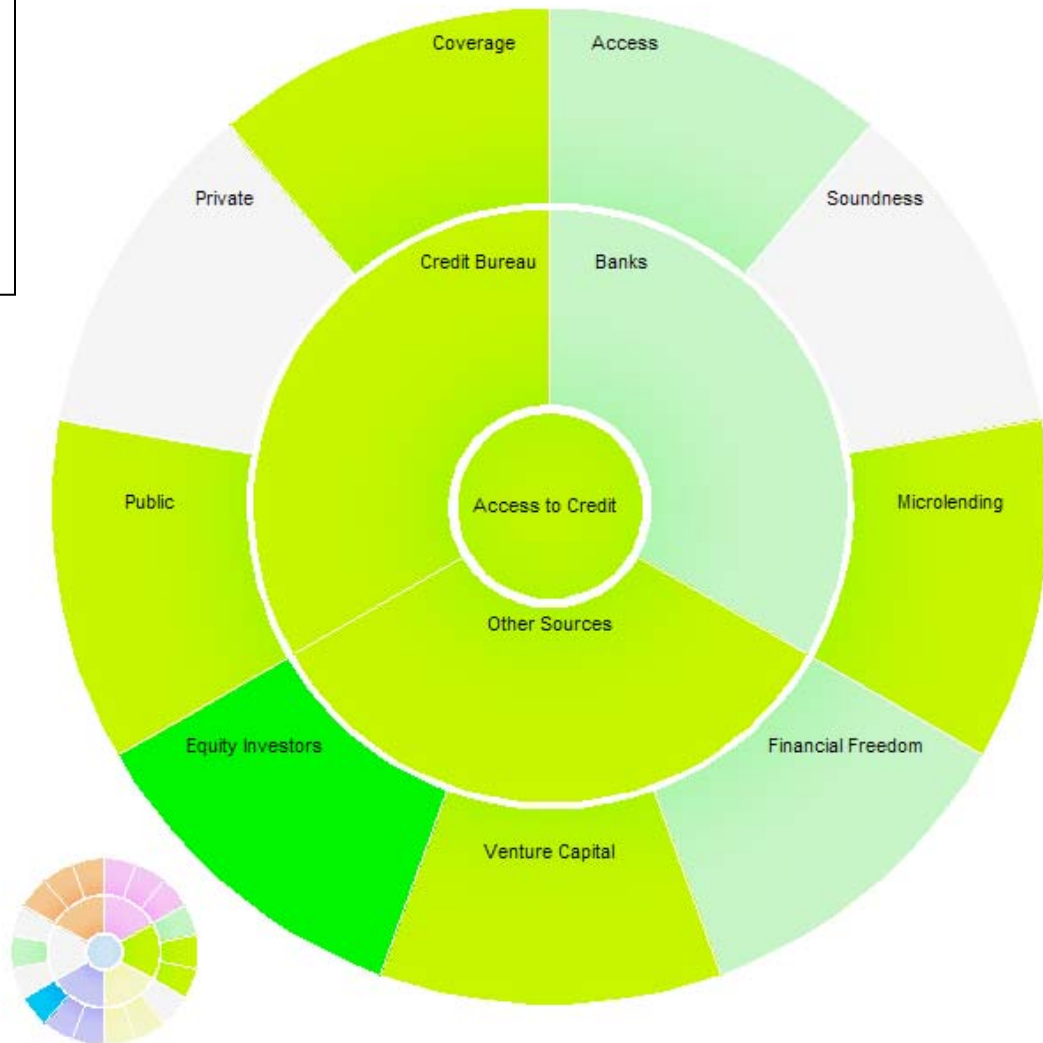 Coverage
Access
Private
Soundness
Credit Bureau
Banks
Public
Access to Credit
Microlending
Other Sources
Equity Investors
Financial Freedom
Venture Capital